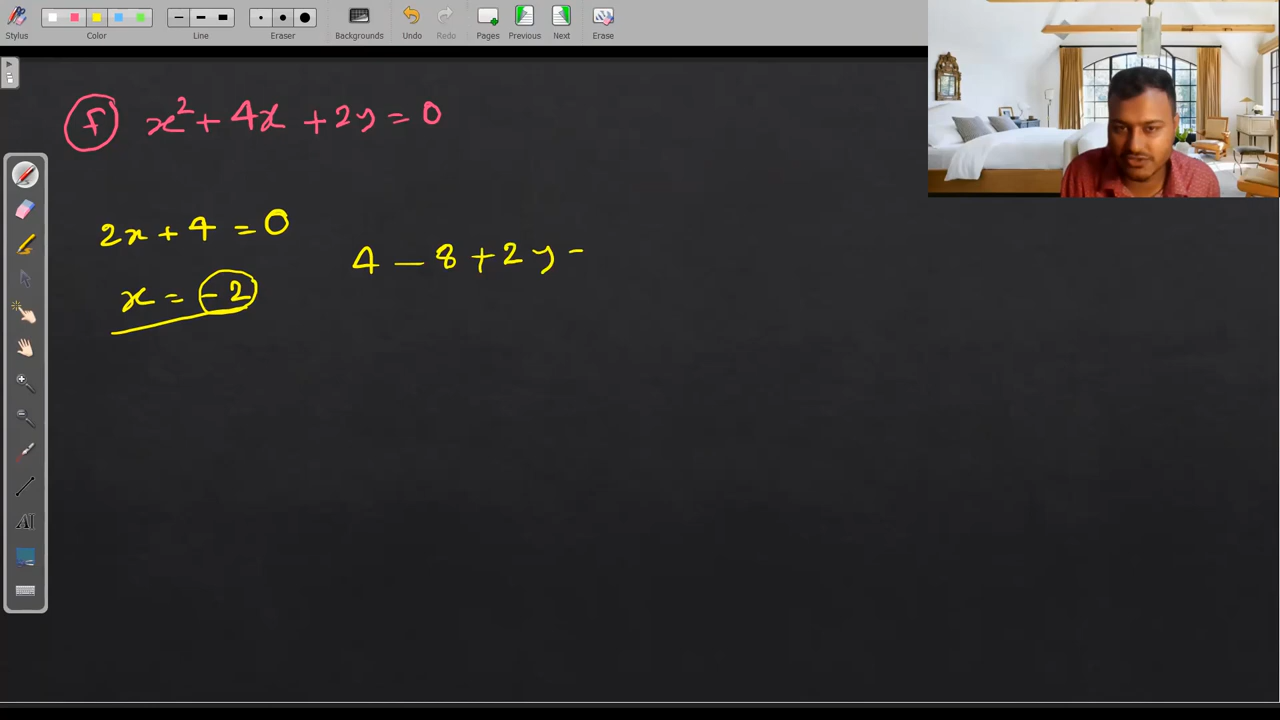 Stylus Color Line Eraser Backgrounds Undo Redo Pages Previous Next Erase
(f) x² + 4x + 2y = 0
2x + 4 = 0
4 – 8 + 2y =
x = -2
AI